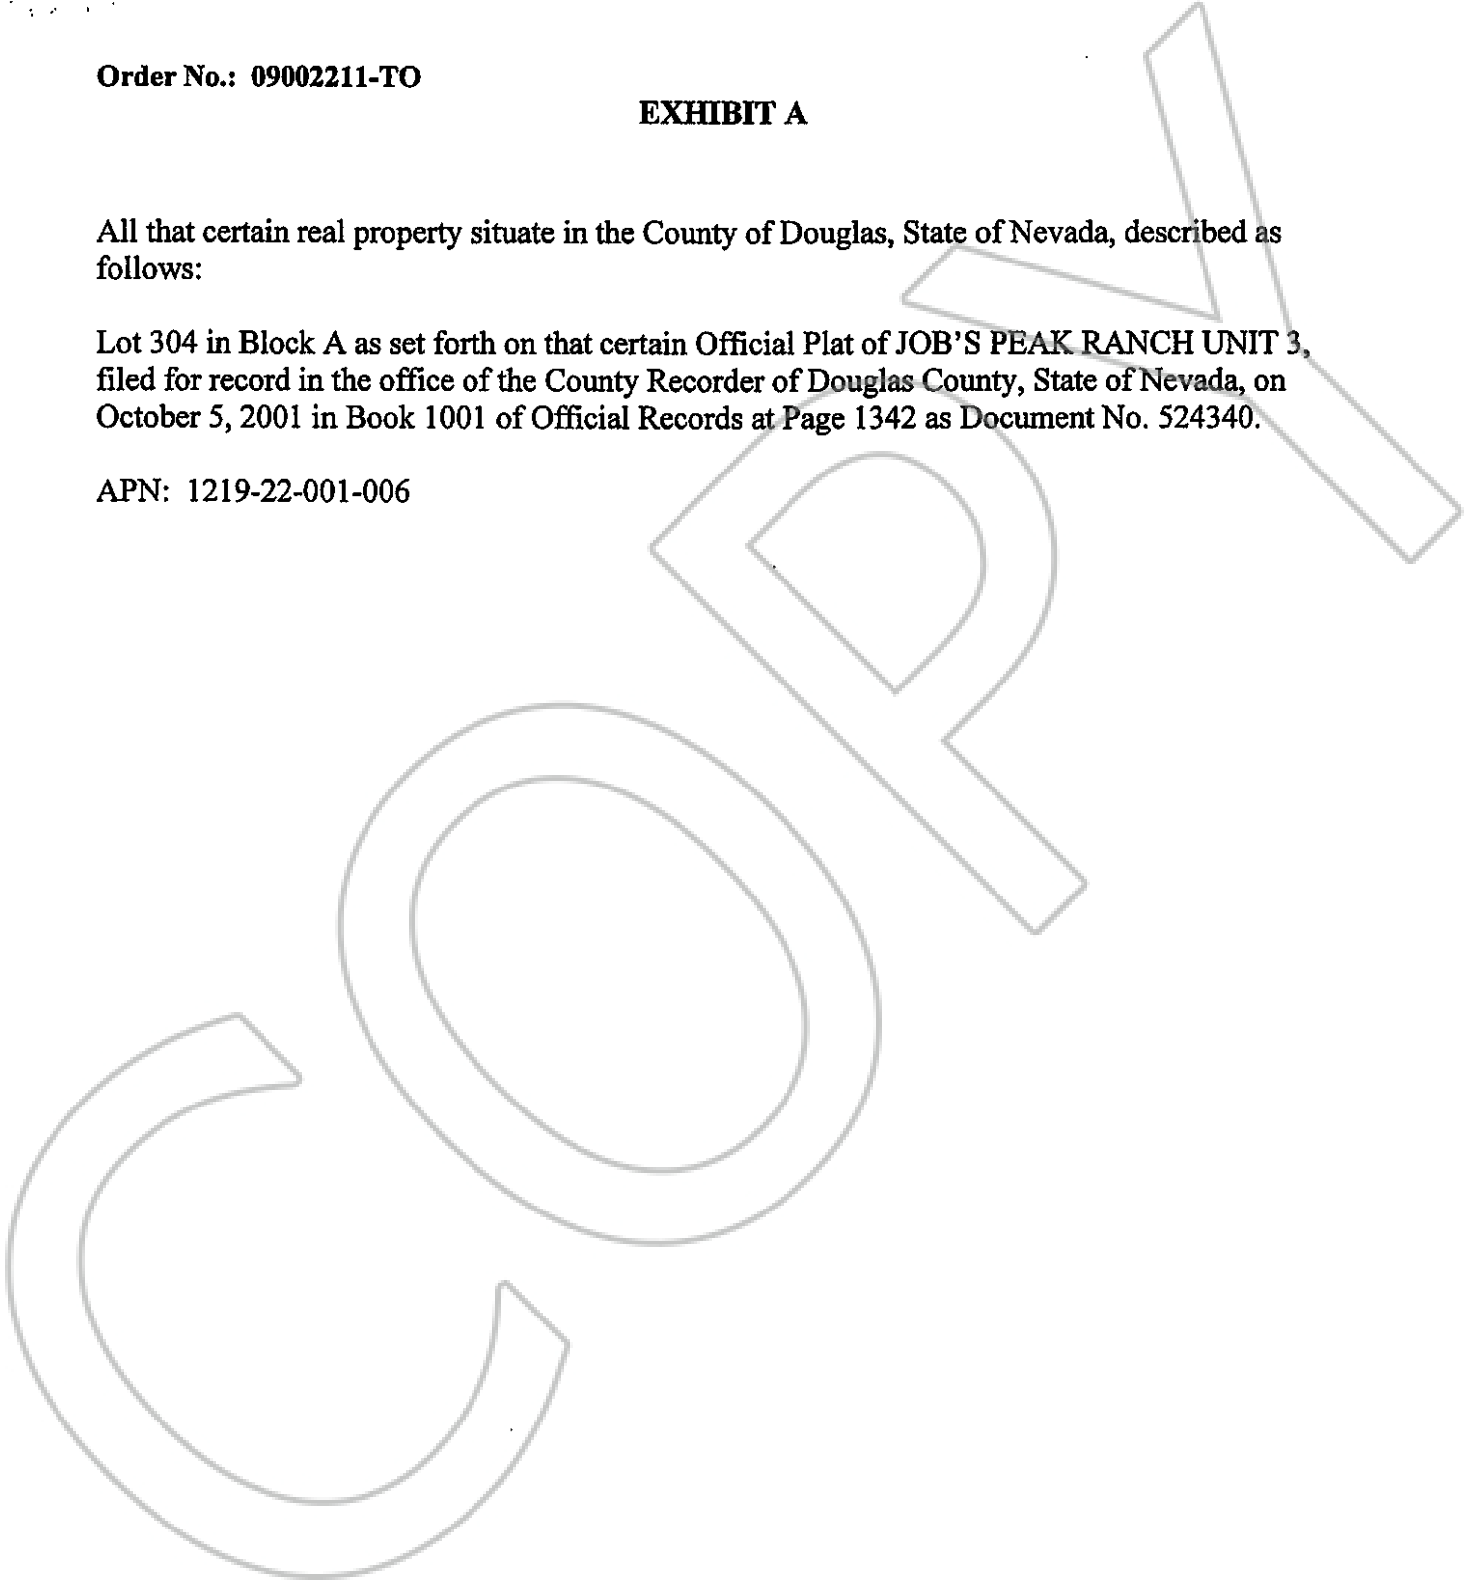 Order No.: 09002211-TO
EXHIBIT A
All that certain real property situate in the County of Douglas, State of Nevada, described as
follows:
Lot 304 in Block A as set forth on that certain Official Plat of JOB'S PEAK RANCH UNIT 3,
filed for record in the office of the County Recorder of Douglas County, State of Nevada, on
October 5, 2001 in Book 1001 of Official Records at Page 1342 as Document No. 524340.
APN: 1219-22-001-006
COPY